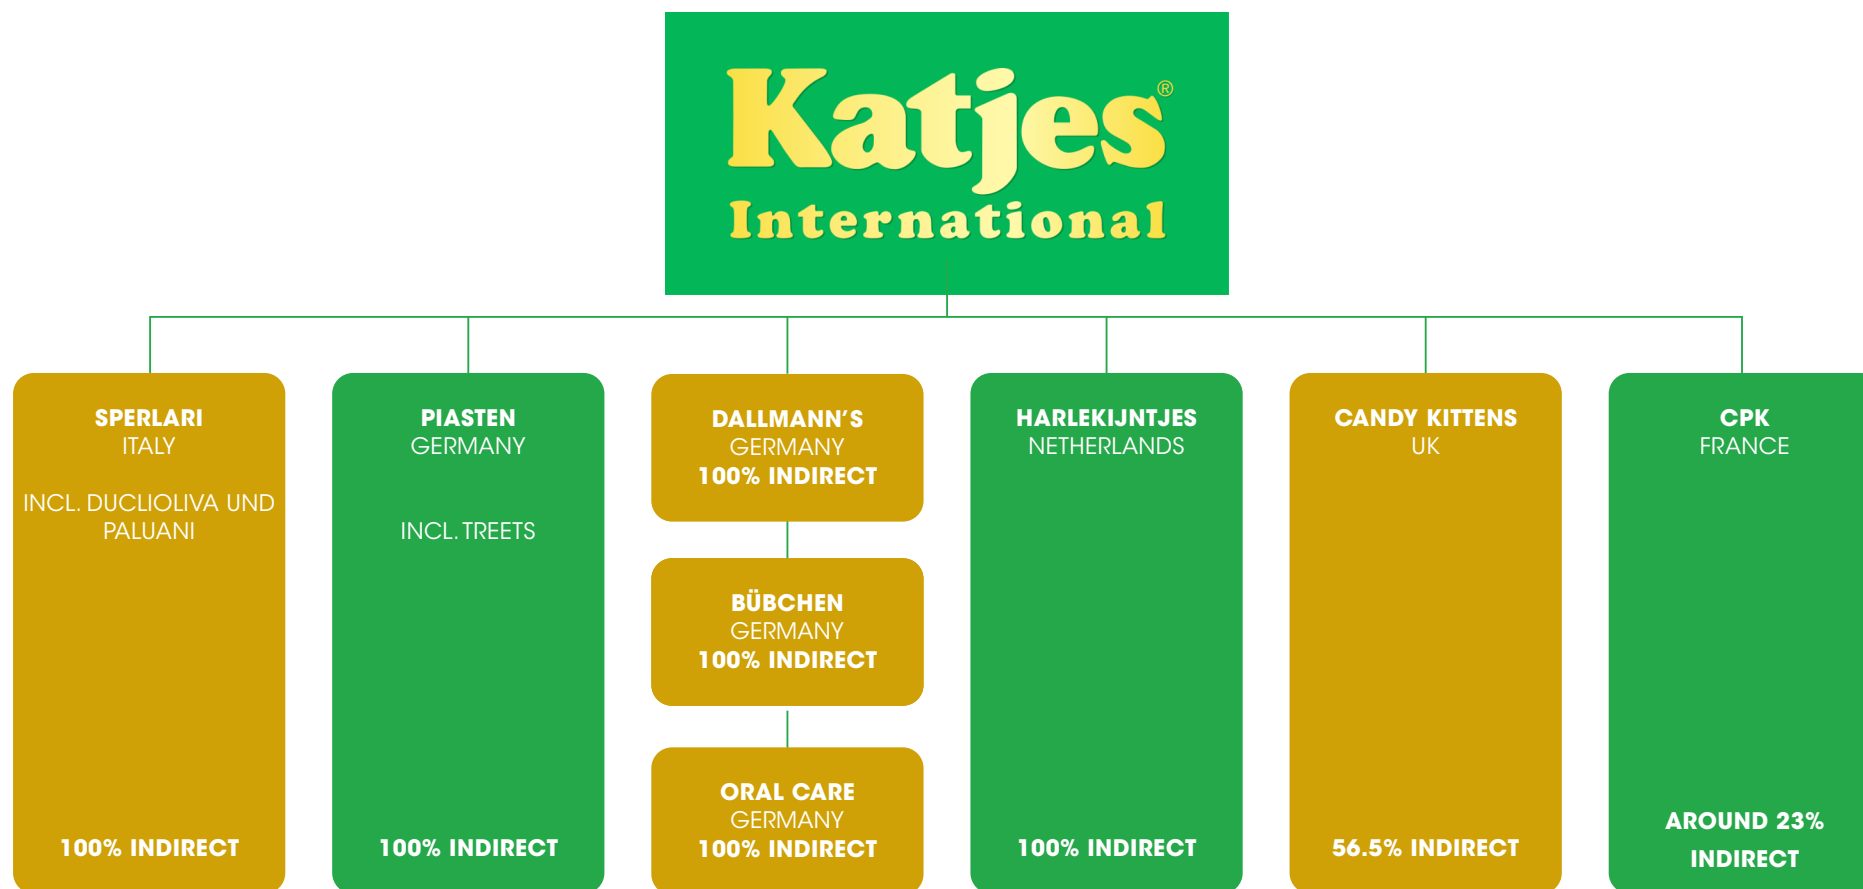 Katjes®
International
SPERLARI
ITALY
INCL. DUCLIOLIVA UND
PALUANI
100% INDIRECT
PIASTEN
GERMANY
INCL. TREETS
100% INDIRECT
DALLMANN'S
GERMANY
100% INDIRECT
BÜBCHEN
GERMANY
100% INDIRECT
ORAL CARE
GERMANY
100% INDIRECT
HARLEKIJNTJES
NETHERLANDS
100% INDIRECT
CANDY KITTENS
UK
56.5% INDIRECT
CPK
FRANCE
AROUND 23%
INDIRECT